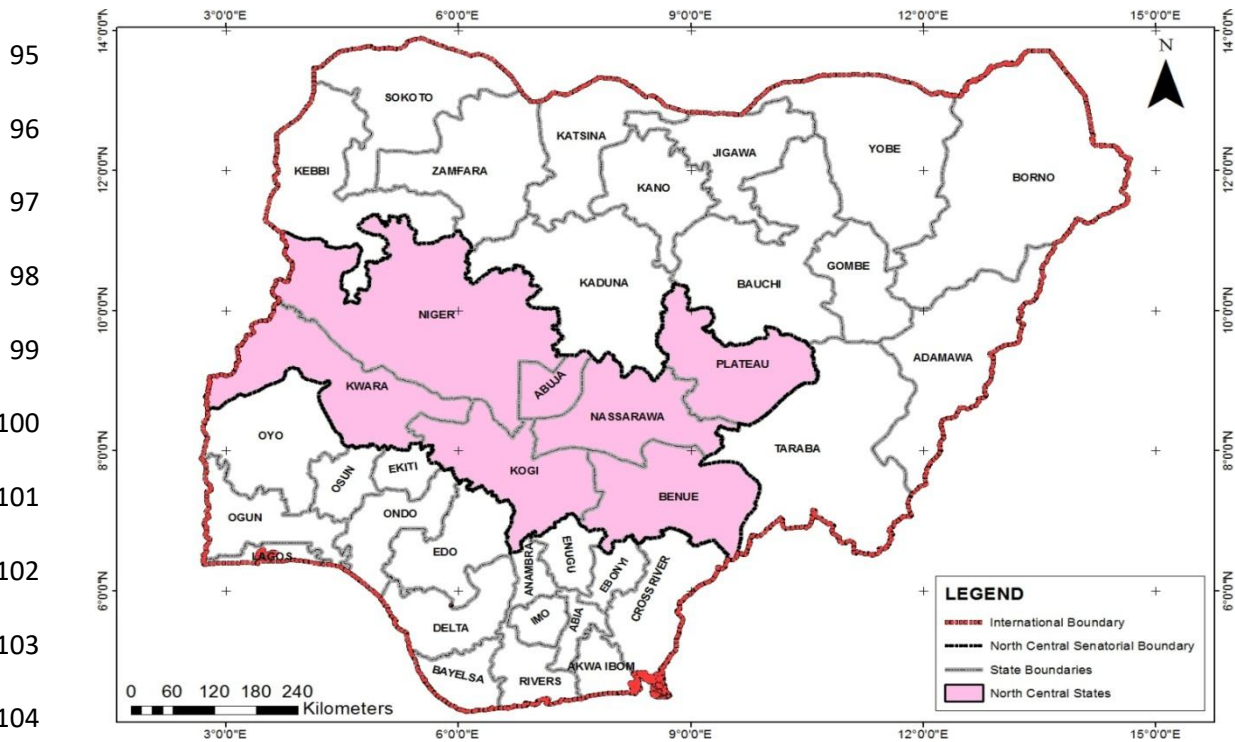 3°0'0"E 6°0'0"E 9°0'0"E 12°0'0"E 15°0'0"E
14°0'0"N 14°0'0"N
95
N
SOKOTO
96
KATSINA
JIGAWA
YOBE
KEBBI
ZAMFARA
KANO
BORNO
12°0'0"N 12°0'0"N
97
98
KADUNA
BAUCHI
GOMBE
10°0'0"N 10°0'0"N
NIGER
99
ADAMAWA
PLATEAU
ABUJA
KWARA
NASSARAWA
100
OYO
TARABA
8°0'0"N 8°0'0"N
KOGI
EKITI
OSUN
BENUE
101
OGUN
ONDO
EDO
LAGOS
ENUGU
ANAMBRA
EBONYI
CROSS RIVER
102
6°0'0"N 6°0'0"N
LEGEND
International Boundary
North Central Senatorial Boundary
State Boundaries
North Central States
IMO
ABIA
DELTA
103
BAYELSA
RIVERS
AKWA IBOM
0 60 120 180 240
Kilometers
104
3°0'0"E 6°0'0"E 9°0'0"E 12°0'0"E 15°0'0"E